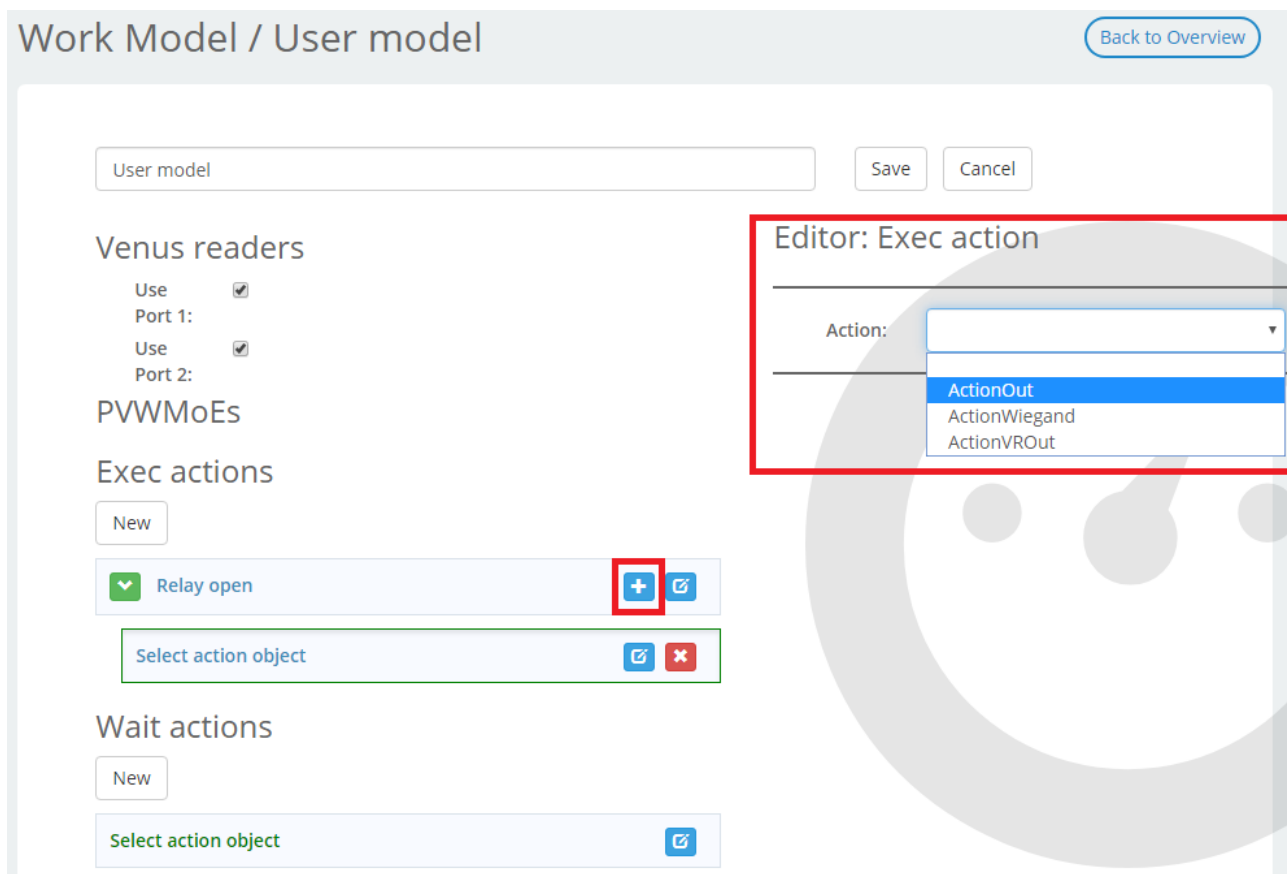 Work Model / User model
Back to Overview
User model
Save
Cancel
Venus readers
Use
Port 1:
Use
Port 2:
PVWMoEs
Exec actions
New
Relay open
Select action object
Wait actions
New
Select action object
Editor: Exec action
Action:
ActionOut
ActionWiegand
ActionVROut